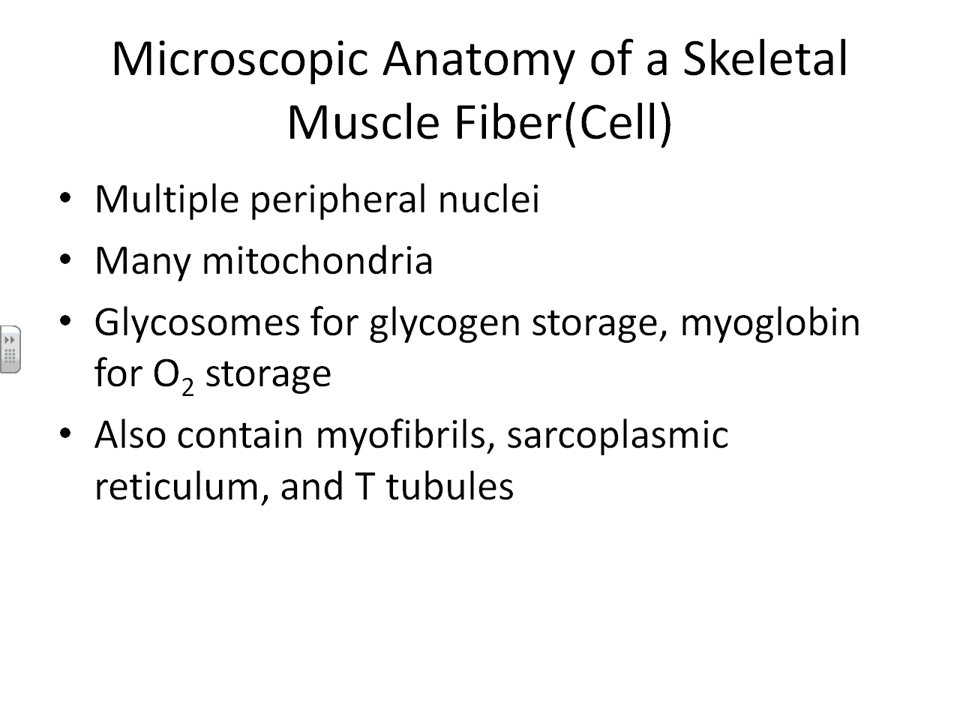 Microscopic Anatomy of a Skeletal
Muscle Fiber(Cell)
• Multiple peripheral nuclei
• Many mitochondria
• Glycosomes for glycogen storage, myoglobin
for O₂ storage
• Also contain myofibrils, sarcoplasmic
reticulum, and T tubules